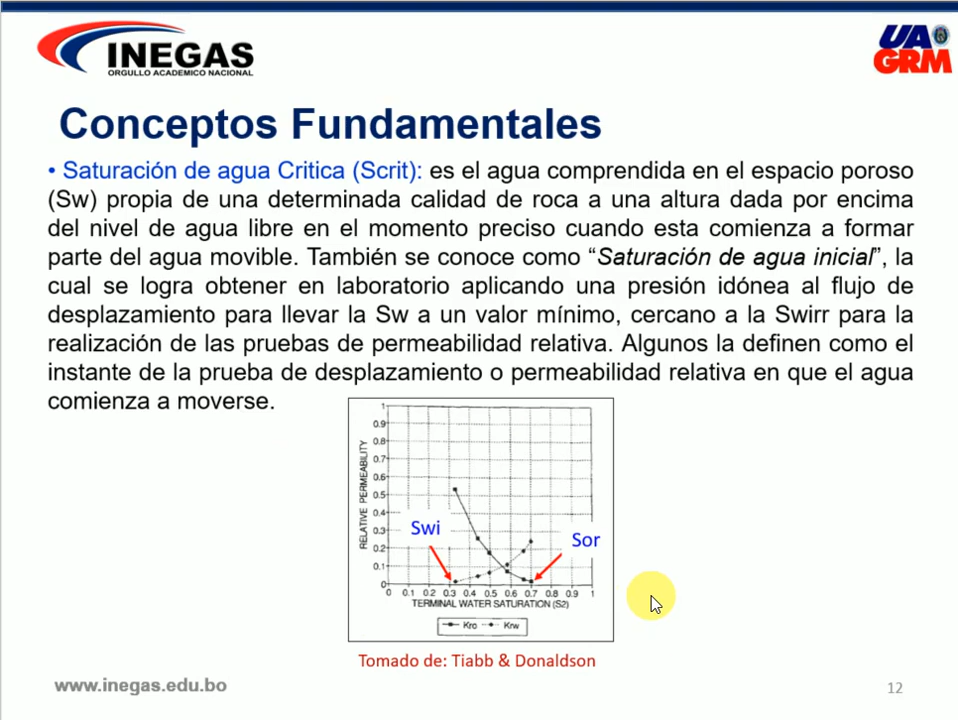 INEGAS
ORGULLO ACADEMICO NACIONAL
UA
GRM
Conceptos Fundamentales
• Saturación de agua Critica (Scrit): es el agua comprendida en el espacio poroso
(Sw) propia de una determinada calidad de roca a una altura dada por encima
del nivel de agua libre en el momento preciso cuando esta comienza a formar
parte del agua movible. También se conoce como “Saturación de agua inicial”, la
cual se logra obtener en laboratorio aplicando una presión idónea al flujo de
desplazamiento para llevar la Sw a un valor mínimo, cercano a la Swirr para la
realización de las pruebas de permeabilidad relativa. Algunos la definen como el
instante de la prueba de desplazamiento o permeabilidad relativa en que el agua
comienza a moverse.
1
0.9
0.8
0.7
0.6
0.5
0.4
0.3
0.2
0.1
0
RELATIVE PERMEABILITY
Swi
Sor
0 0.1 0.2 0.3 0.4 0.5 0.6 0.7 0.8 0.9 1
TERMINAL WATER SATURATION (S2)
Kro Krw
Tomado de: Tiabb & Donaldson
www.inegas.edu.bo
12